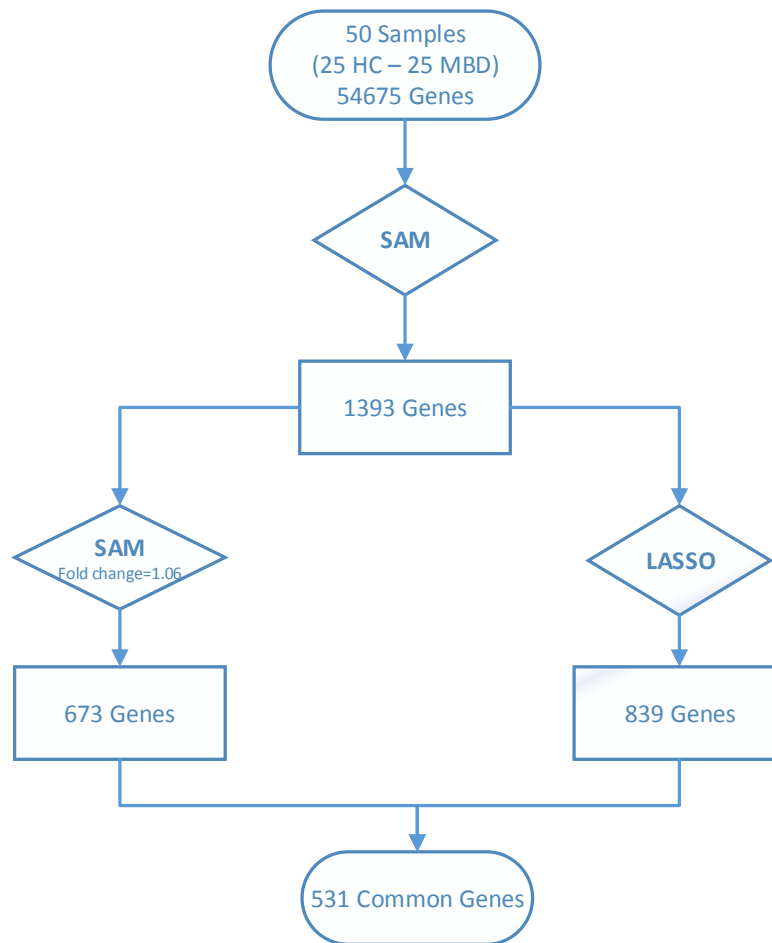 50 Samples
(25 HC – 25 MBD)
54675 Genes
SAM
1393 Genes
SAM
Fold change=1.06
LASSO
673 Genes
839 Genes
531 Common Genes